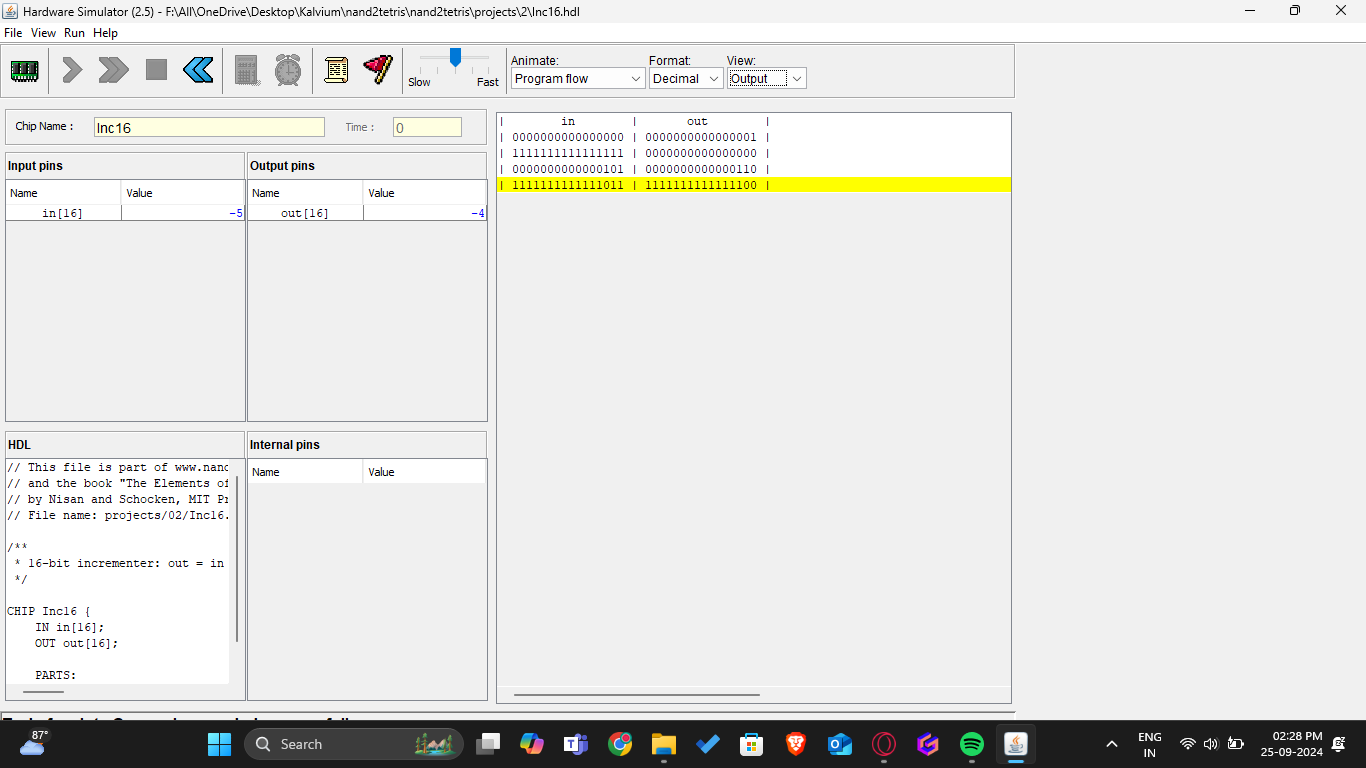 Hardware Simulator (2.5) - F:\All\OneDrive\Desktop\Kalvium\nand2tetris\nand2tetris\projects\2\Inc16.hdl
File View Run Help
Slow Fast
Animate: Format: View:
Program flow Decimal Output
Chip Name : Inc16 Time : 0
Input pins
Name Value
in[16] -5
Output pins
Name Value
out[16] -4
| in | out |
| 0000000000000000 | 0000000000000001 |
| 1111111111111111 | 0000000000000000 |
| 0000000000000101 | 0000000000000110 |
| 1111111111111011 | 1111111111111100 |
HDL
// This file is part of www.nand
// and the book "The Elements of
// by Nisan and Schocken, MIT Pr
// File name: projects/02/Inc16.
/**
* 16-bit incrementer: out = in
*/
CHIP Inc16 {
IN in[16];
OUT out[16];
PARTS:
Internal pins
Name Value
87°
Search
ENG
IN
02:28 PM
25-09-2024